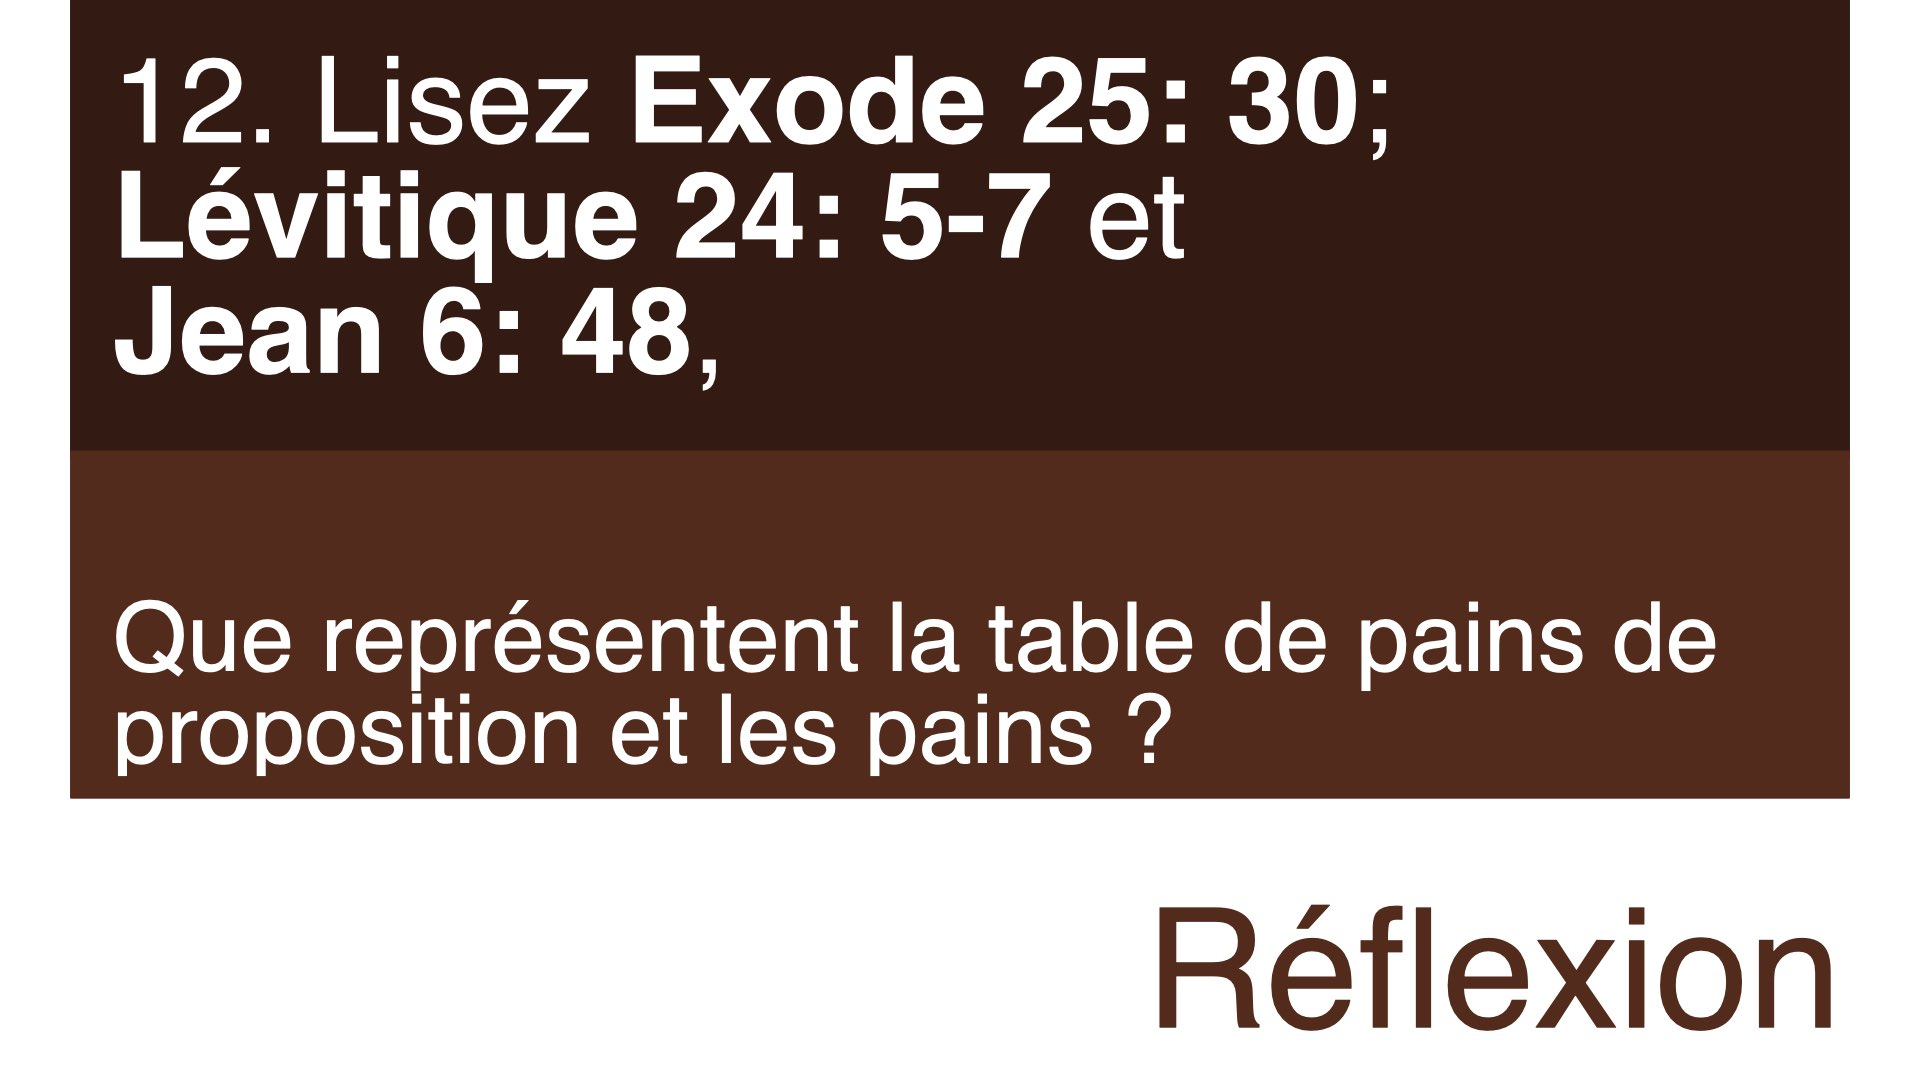 12. Lisez Exode 25: 30;
Lévitique 24: 5-7 et
Jean 6: 48,
Que représentent la table de pains de
proposition et les pains ?
Réflexion